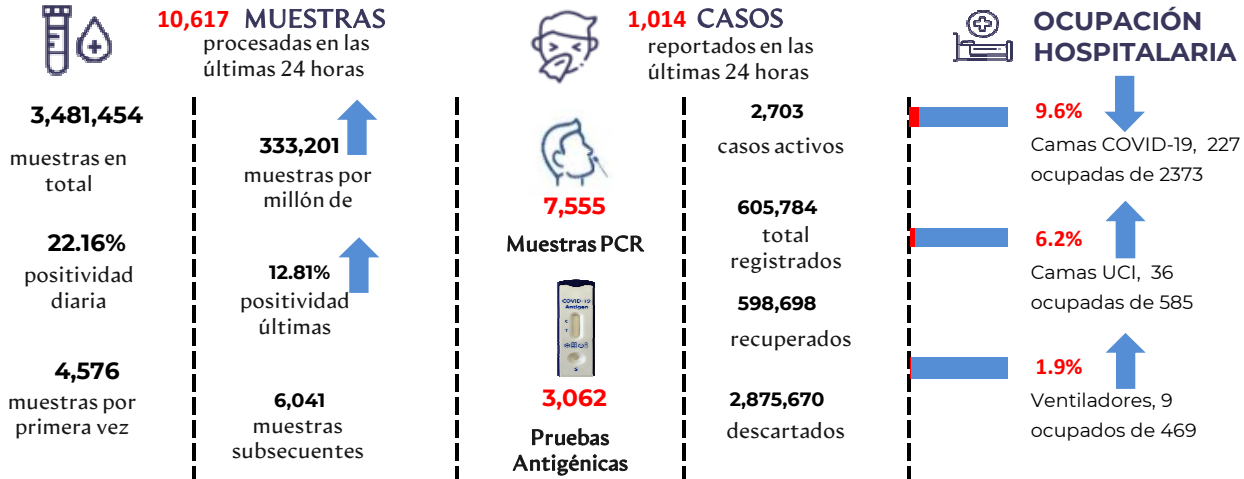 10,617 MUESTRAS
procesadas en las
últimas 24 horas
3,481,454
muestras en
total
333,201
muestras por
millón de
22.16%
positividad
diaria
12.81%
positividad
últimas
4,576
muestras por
primera vez
6,041
muestras
subsecuentes
1,014 CASOS
reportados en las
últimas 24 horas
7,555
Muestras PCR
COVID-19
Antigen
C
T
S
3,062
Pruebas
Antigénicas
2,703
casos activos
605,784
total
registrados
598,698
recuperados
2,875,670
descartados
OCUPACIÓN
HOSPITALARIA
9.6%
Camas COVID-19, 227
ocupadas de 2373
6.2%
Camas UCI, 36
ocupadas de 585
1.9%
Ventiladores, 9
ocupados de 469